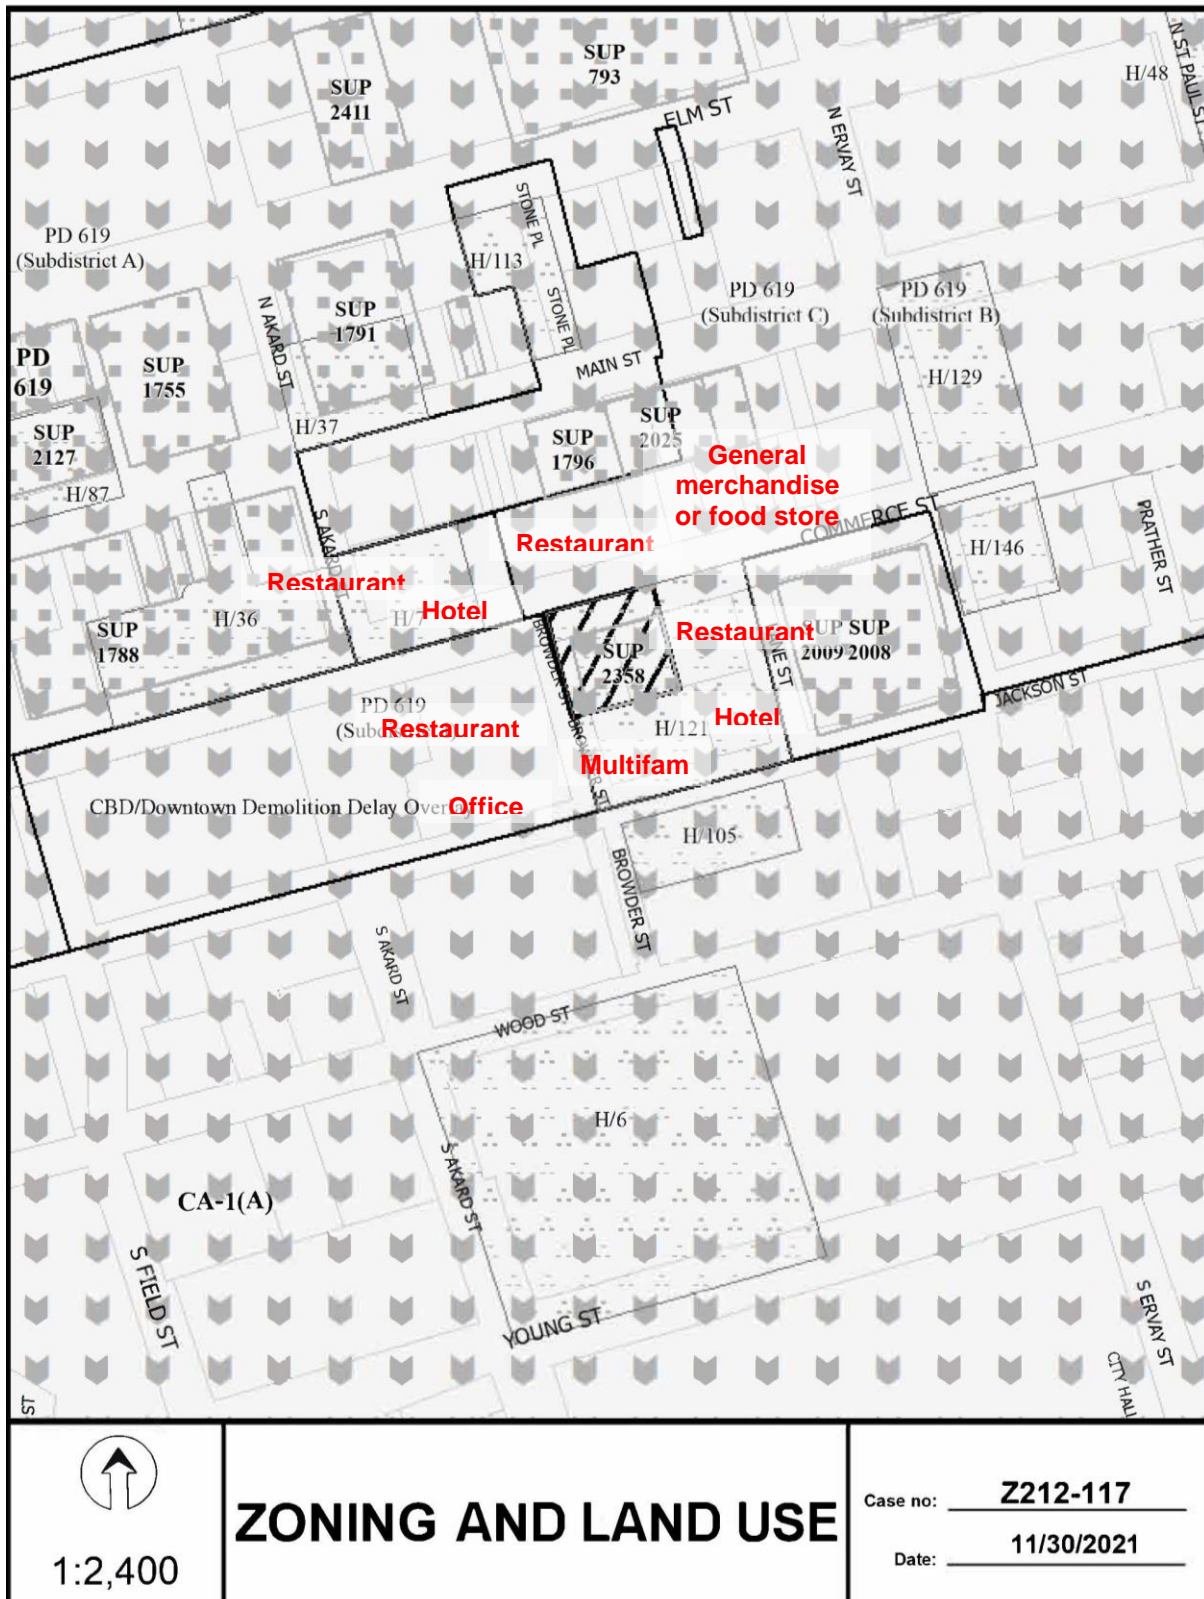 SUP
793
N ST PAUL ST
H/48
SUP
2411
ELM ST
N ERVAY ST
STONE PL
PD 619
(Subdistrict A)
H/113
STONE PL
PD 619
(Subdistrict C)
PD 619
(Subdistrict B)
N AKARD ST
SUP
1791
PD
619
SUP
1755
MAIN ST
H/129
SUP
2127
H/87
H/37
SUP
1796
SUP
2025
General
merchandise
or food store
COMMERCE ST
PRATHER ST
S AKARD ST
Restaurant
H/146
Restaurant
Hotel
H/7
H/36
SUP
1788
BROWDER ST
SUP
2358
Restaurant
SUP
2009
SUP
2008
JACKSON ST
PD 619
Restaurant
H/121
Hotel
BROWDER ST
Multifam
CBD/Downtown Demolition Delay
Office
H/105
BROWDER ST
S AKARD ST
WOOD ST
H/6
S AKARD ST
CA-1(A)
S FIELD ST
YOUNG ST
S ERVAY ST
CITY HALL
ST
1:2,400
ZONING AND LAND USE
Case no: Z212-117
Date: 11/30/2021